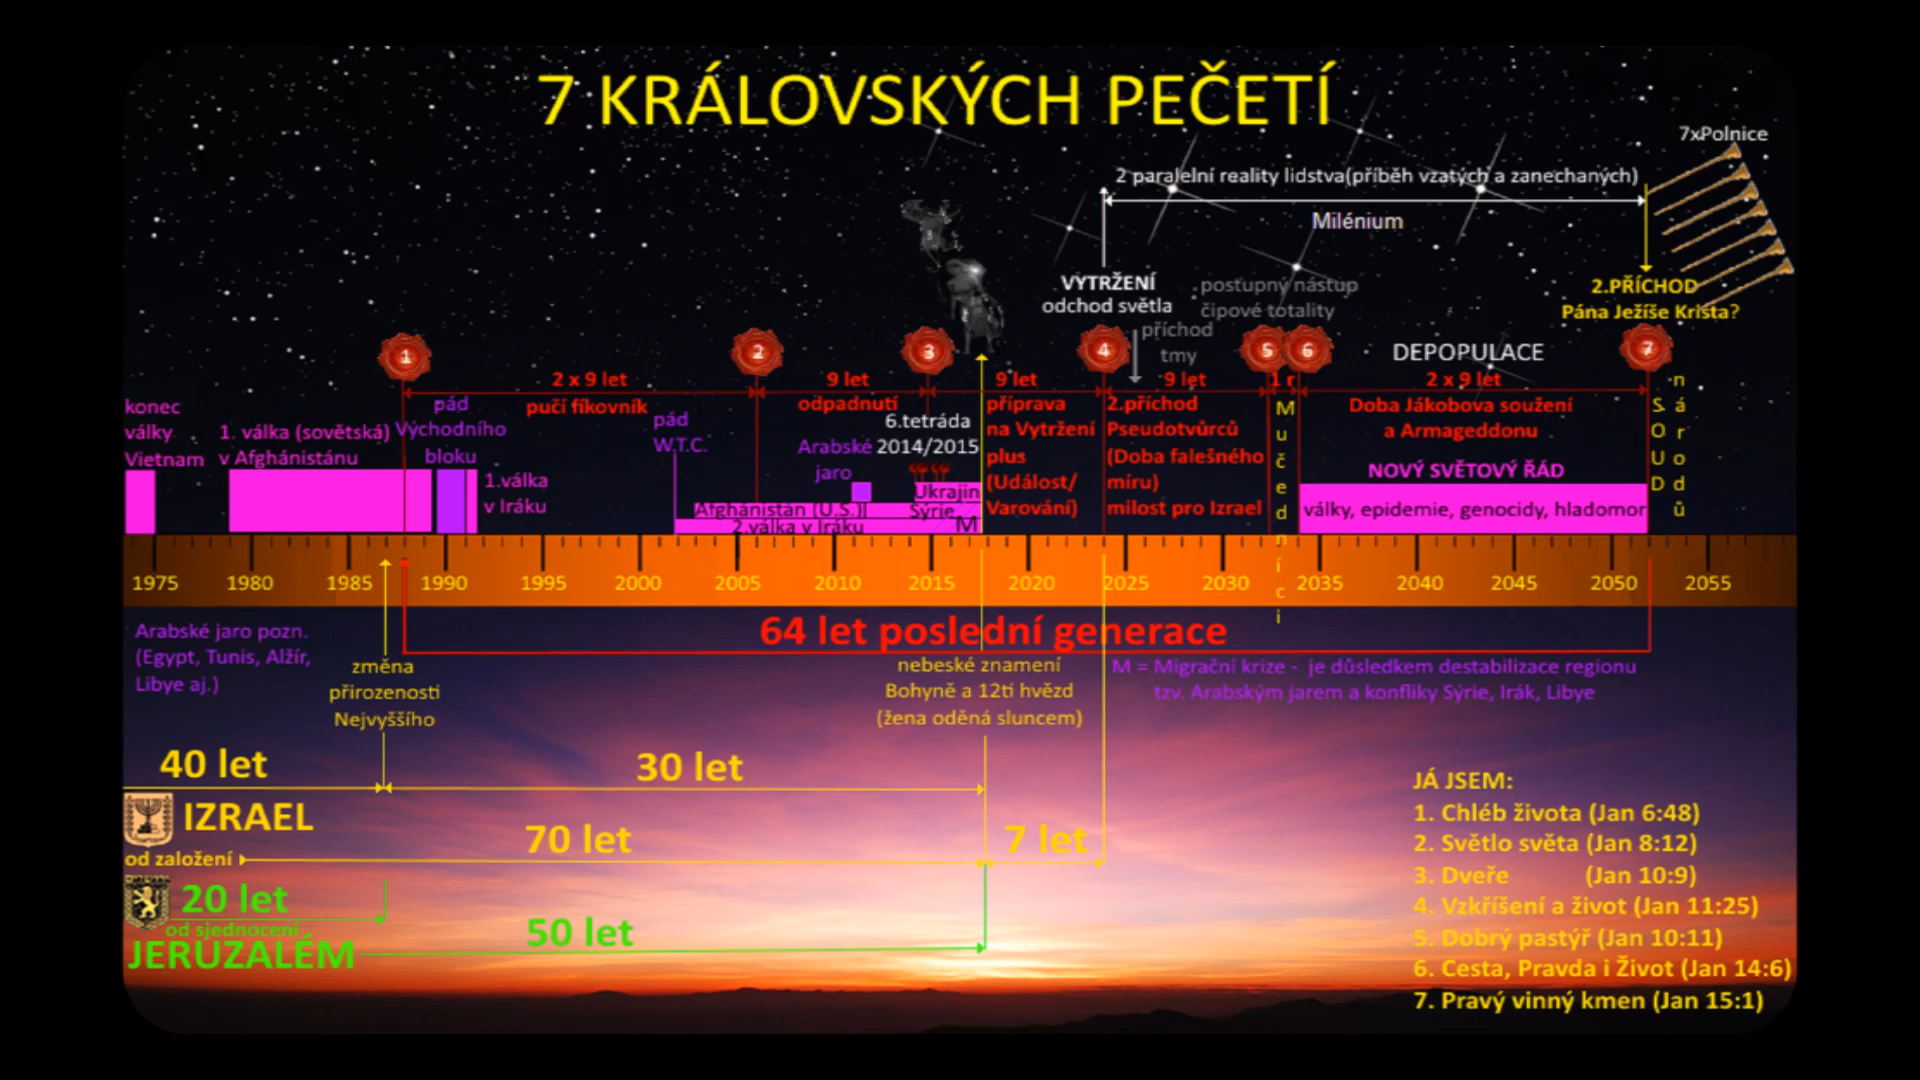 7 KRÁLOVSKÝCH PEČETÍ
7xPolnice
2 paralelní reality lidstva(příběh vzatých a zanechaných)
Milénium
VYTRŽENÍ
odchod světla
postupný nástup
čipové totality
příchod
tmy
2.PŘÍCHOD
Pána Ježíše Krista?
1
2
3
4
5
6
7
DEPOPULACE
2 x 9 let
pučí fíkovník
9 let
odpadnutí
9 let
příprava
na Vytržení
plus
(Událost/
Varování)
9 let
2.příchod
Pseudotvůrců
(Doba falešného
míru)
milost pro Izrael
1 r
Mučedníci
2 x 9 let
Doba Jákobova soužení
a Armageddonu
NOVÝ SVĚTOVÝ ŘÁD
války, epidemie, genocidy, hladomor
SOUD
národů
konec
války
Vietnam
1. válka (sovětská)
v Afghánistánu
pád
Východního
bloku
1.válka
v Iráku
pád
W.T.C.
Arabské
jaro
6.tetráda
2014/2015
Ukrajin
Afghánistán (U.S.)
Sýrie
2.válka v Iráku
M
1975 1980 1985 1990 1995 2000 2005 2010 2015 2020 2025 2030 2035 2040 2045 2050 2055
64 let poslední generace
Arabské jaro pozn.
(Egypt, Tunis, Alžír,
Libye aj.)
změna
přirozenosti
Nejvyššího
nebeské znamení
Bohyně a 12ti hvězd
(žena oděná sluncem)
M = Migrační krize - je důsledkem destabilizace regionu
tzv. Arabským jarem a konflikty Sýrie, Irák, Libye
40 let
30 let
IZRAEL
od založení
70 let
7 let
20 let
od sjednocení
JERUZALÉM
50 let
JÁ JSEM:
1. Chléb života (Jan 6:48)
2. Světlo světa (Jan 8:12)
3. Dveře (Jan 10:9)
4. Vzkříšení a život (Jan 11:25)
5. Dobrý pastýř (Jan 10:11)
6. Cesta, Pravda i Život (Jan 14:6)
7. Pravý vinný kmen (Jan 15:1)